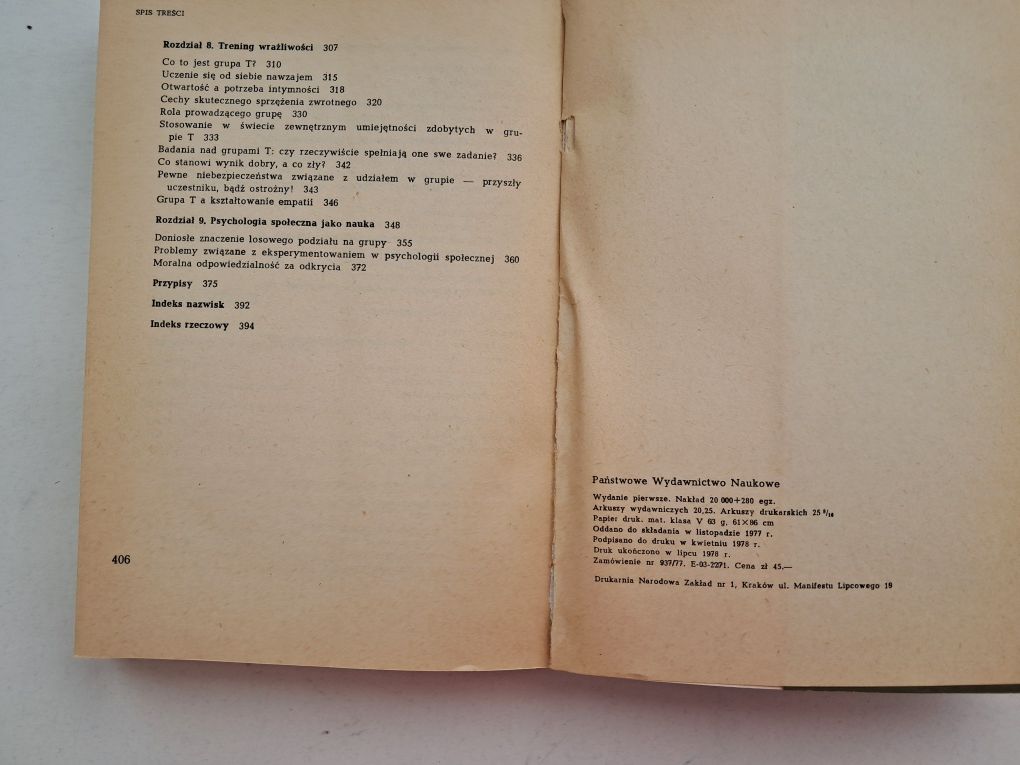 SPIS TREŚCI
Rozdział 8. Trening wrażliwości 307
Co to jest grupa T? 310
Uczenie się od siebie nawzajem 315
Otwartość a potrzeba intymności 318
Cechy skutecznego sprzężenia zwrotnego 320
Rola prowadzącego grupę 330
Stosowanie w świecie zewnętrznym umiejętności zdobytych w gru-
pie T 333
Badania nad grupami T: czy rzeczywiście spełniają one swe zadanie? 336
Co stanowi wynik dobry, a co zły? 342
Pewne niebezpieczeństwa związane z udziałem w grupie — przyszły
uczestniku, bądź ostrożny! 343
Grupa T a kształtowanie empatii 346
Rozdział 9. Psychologia społeczna jako nauka 348
Doniosłe znaczenie losowego podziału na grupy 355
Problemy związane z eksperymentowaniem w psychologii społecznej 360
Moralna odpowiedzialność za odkrycia 372
Przypisy 375
Indeks nazwisk 392
Indeks rzeczowy 394
406
Państwowe Wydawnictwo Naukowe
Wydanie pierwsze. Nakład 20 000+280 egz.
Arkuszy wydawniczych 20,25. Arkuszy drukarskich 25
Papier druk. mat. klasa V 63 g, 61×86 cm
Oddano do składania w listopadzie 1977 r.
Podpisano do druku w kwietniu 1978 r.
Druk ukończono w lipcu 1978 r.
Zamówienie nr 937/77. E-03-2271. Cena zł 45.—
Drukarnia Narodowa Zakład nr 1, Kraków ul. Manifestu Lipcowego 19